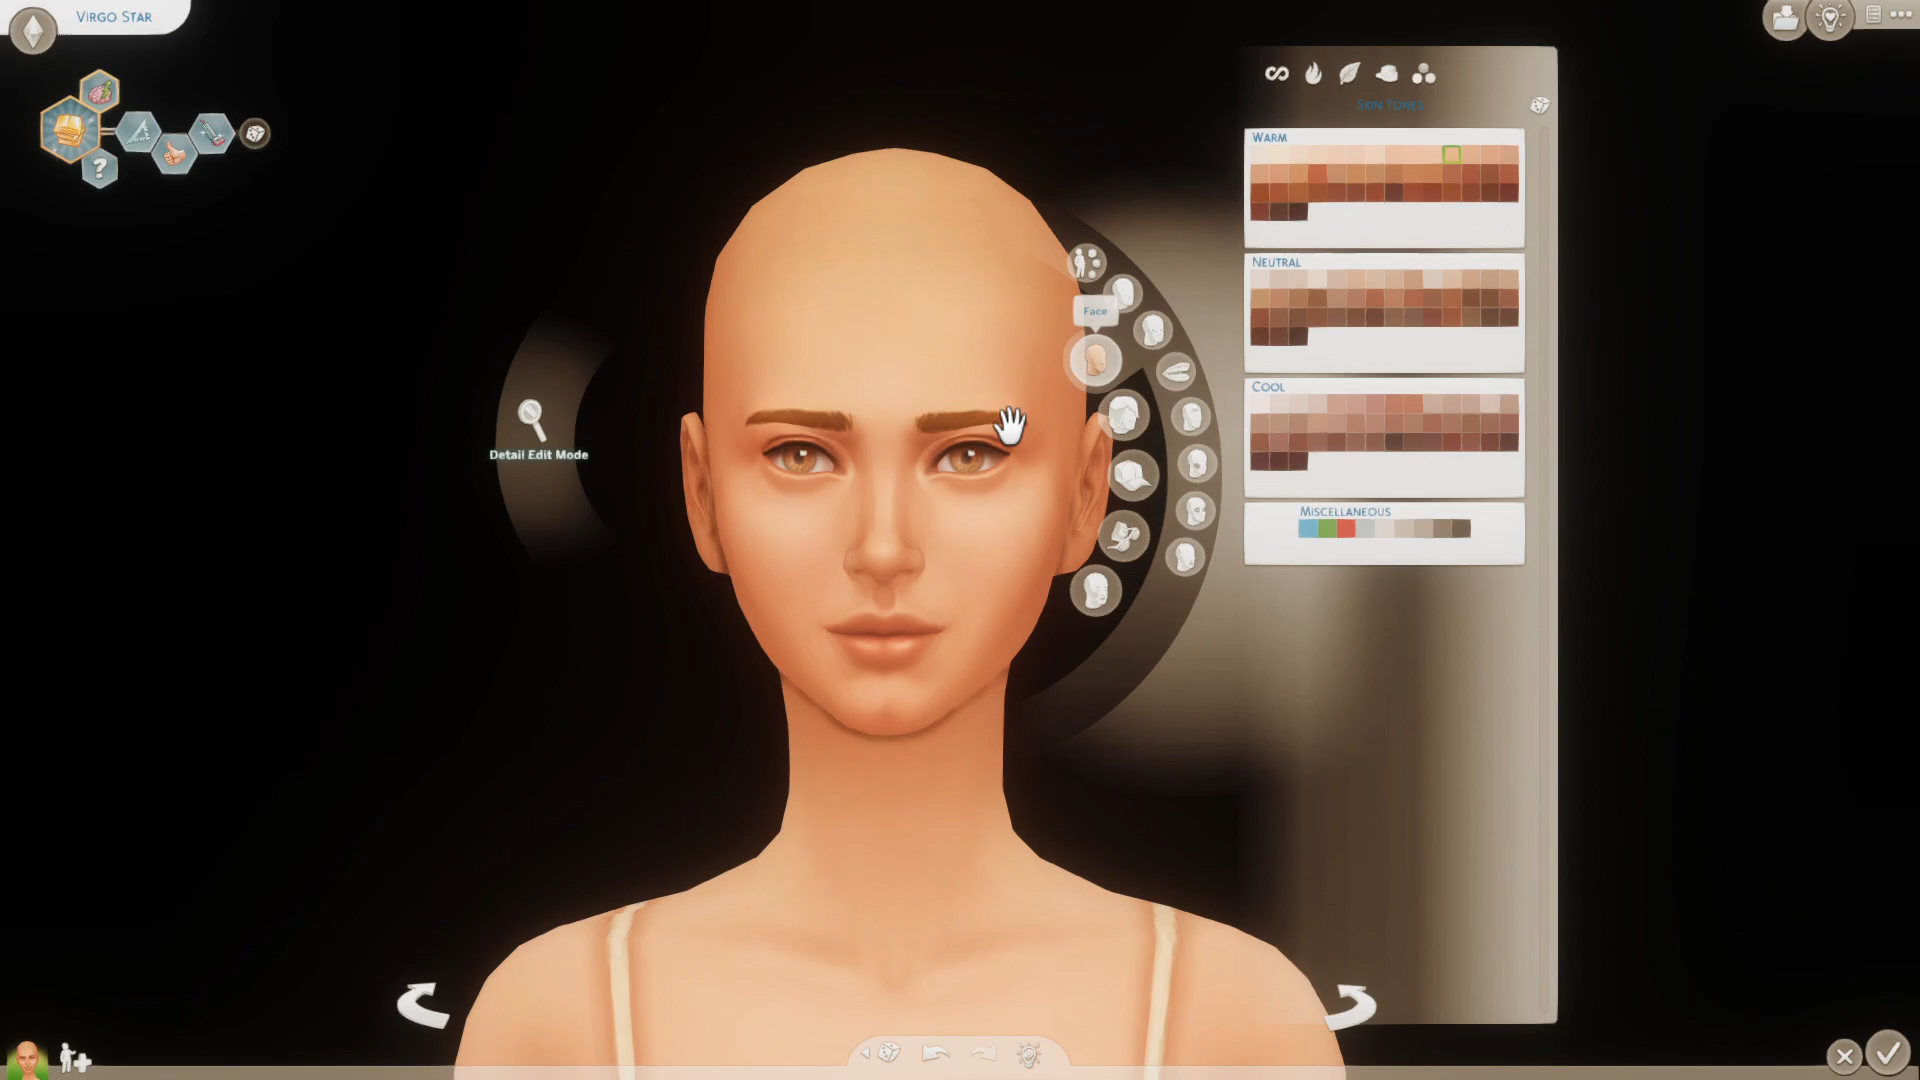 Virgo Star
Skin Tones
Warm
Neutral
Cool
Miscellaneous
Face
Detail Edit Mode
?